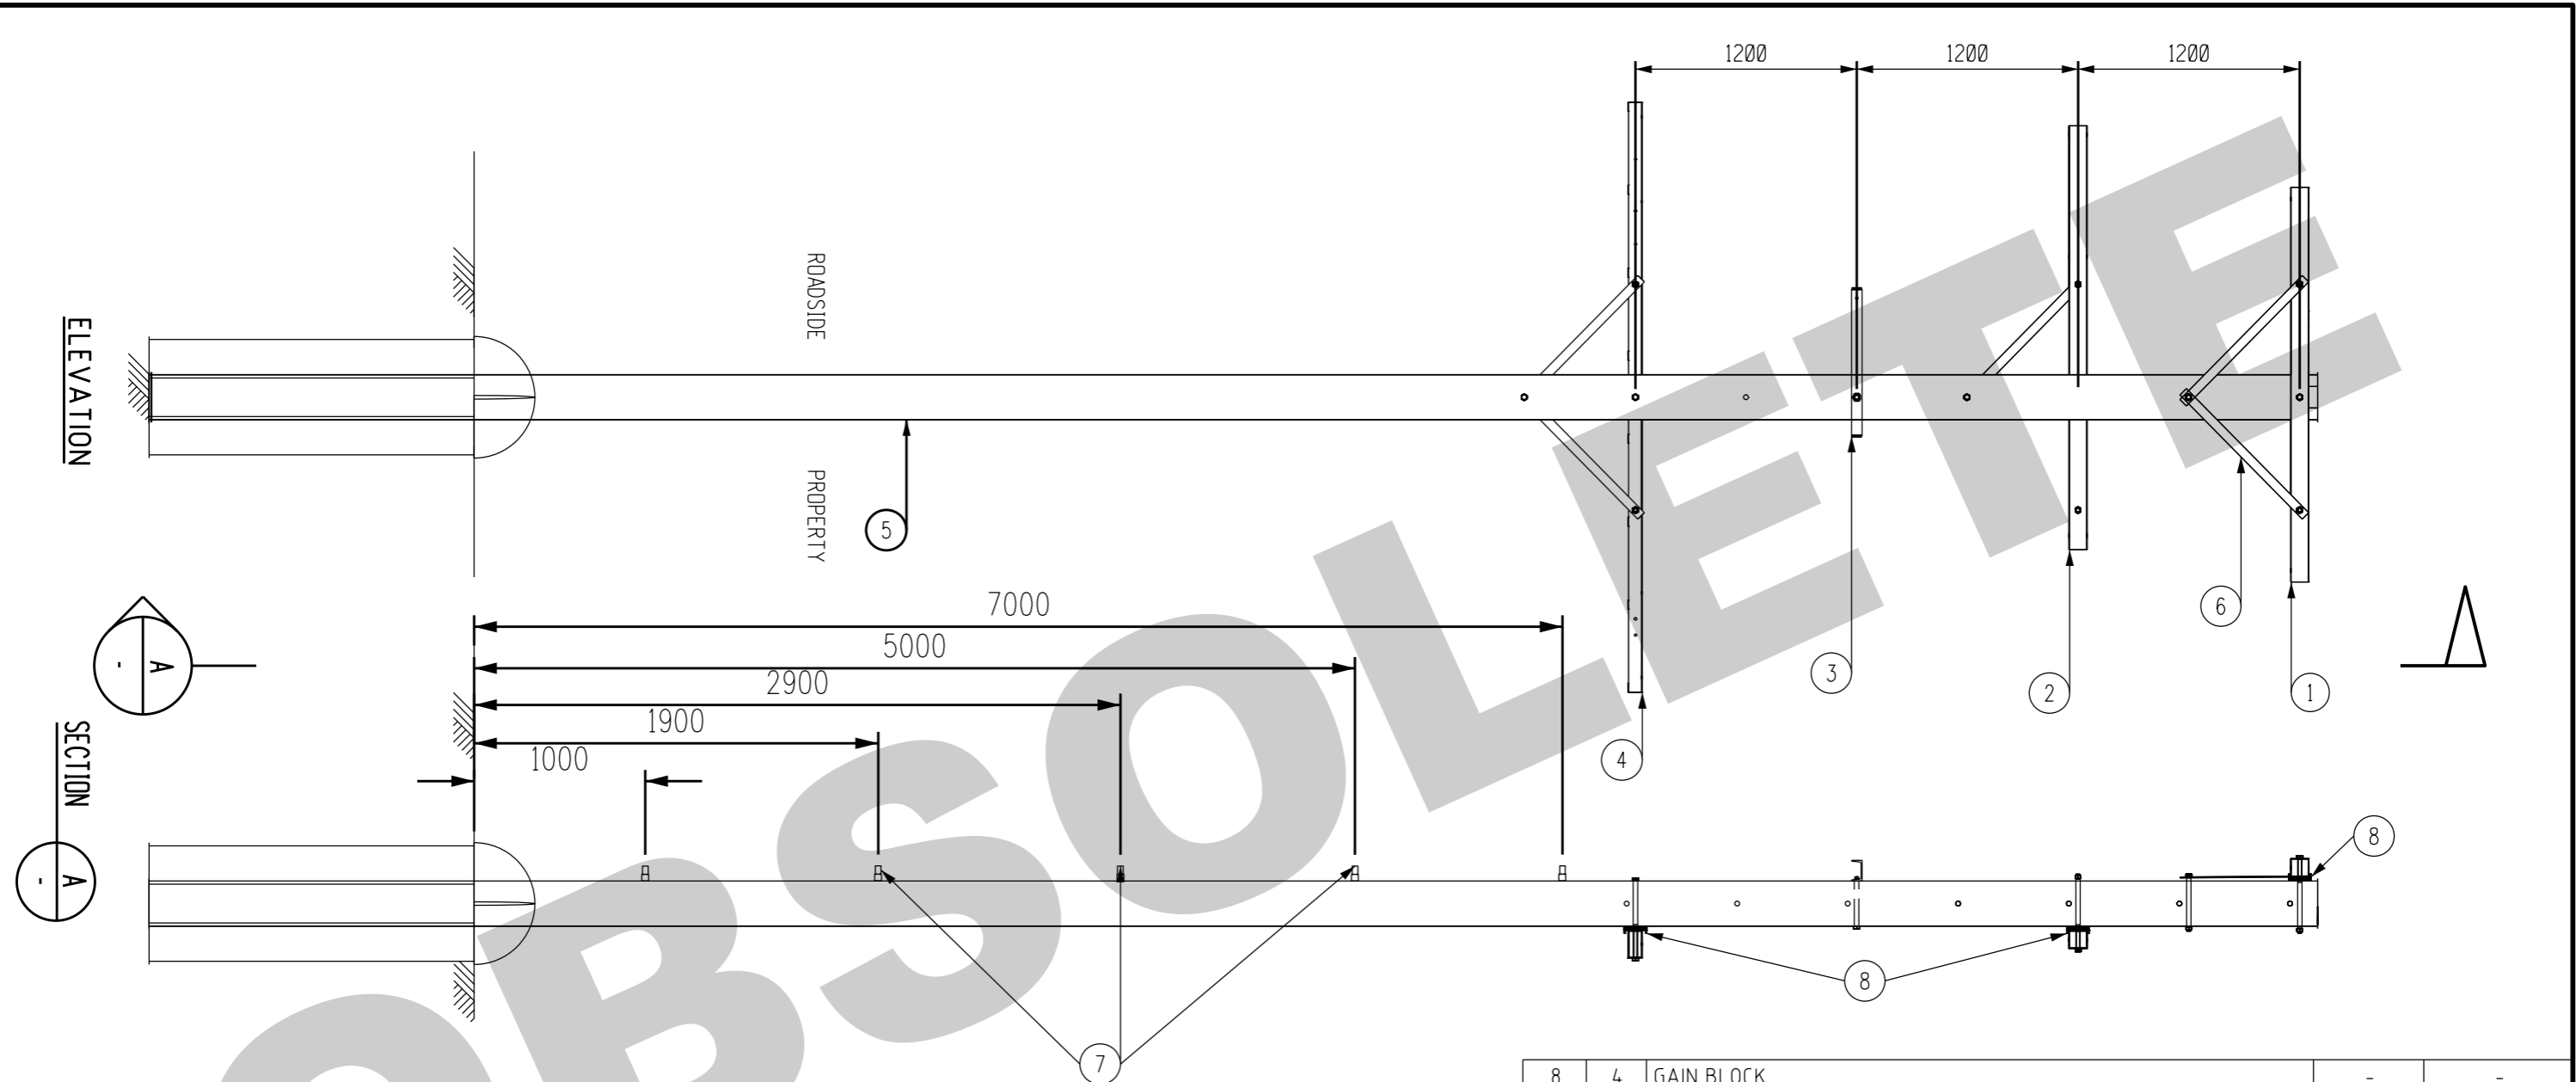 1200
1200
1200
ROADSIDE
ELEVATION
PROPERTY
5
7000
5000
2900
1900
1000
6
3
2
1
4
A
-
SECTION
A
-
8
8
7
OBSOLETE
8 4 GAIN BLOCK - -